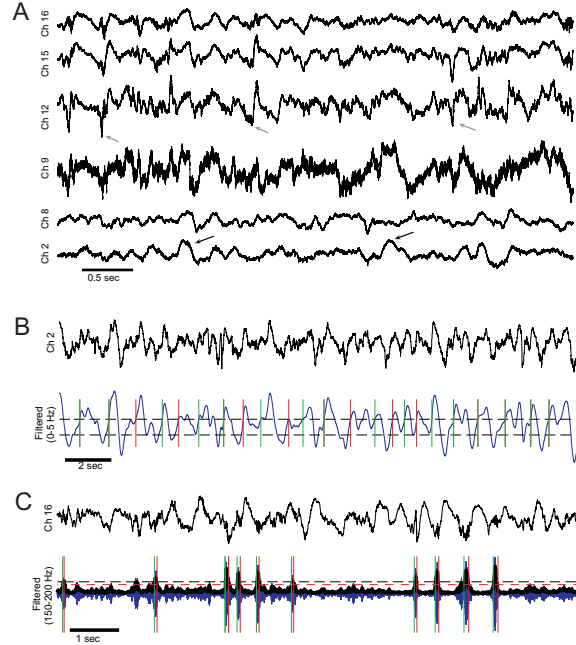 A
Ch 16
Ch 15
Ch 12
Ch 9
Ch 8
Ch 2
0.5 sec
B
Ch 2
Filtered
(0-5 Hz)
2 sec
C
Ch 16
Filtered
(150-200 Hz)
1 sec